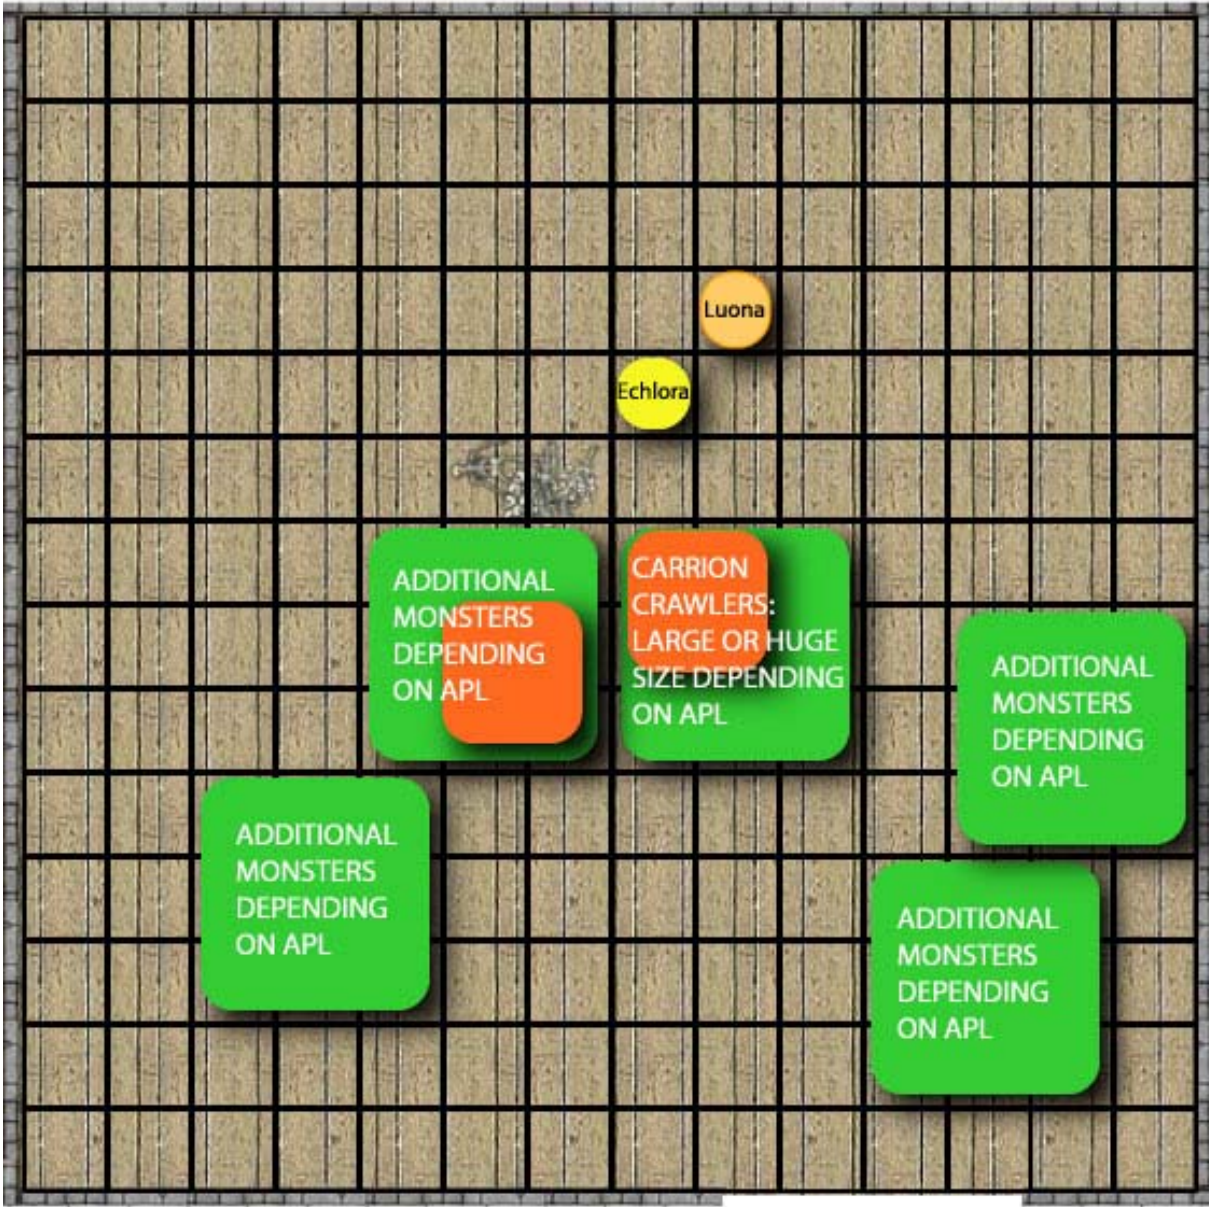 Luona
Echlora
ADDITIONAL
MONSTERS
DEPENDING
ON APL
CARRION
CRAWLERS:
LARGE OR HUGE
SIZE DEPENDING
ON APL
ADDITIONAL
MONSTERS
DEPENDING
ON APL
ADDITIONAL
MONSTERS
DEPENDING
ON APL
ADDITIONAL
MONSTERS
DEPENDING
ON APL